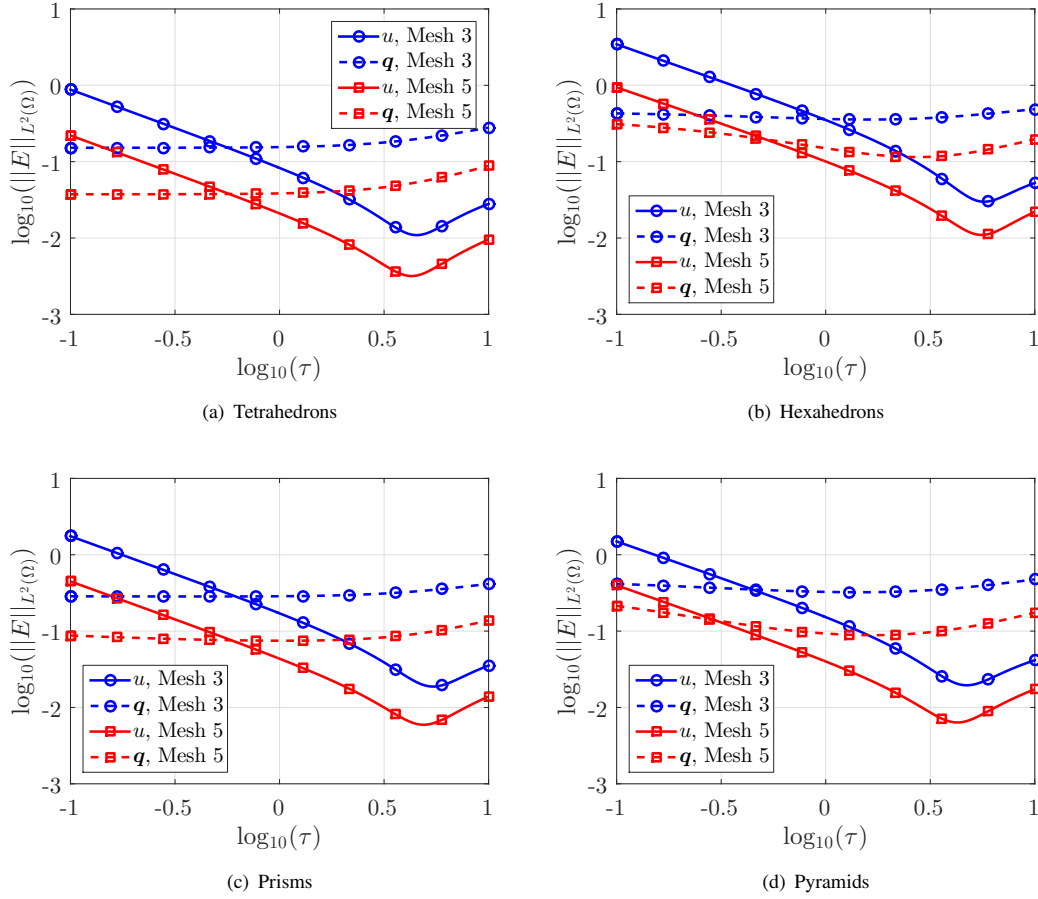 1
0
-1
-2
-3
-1
-0.5
0
0.5
1
log10(||E||L2(Ω))
log10(τ)
u, Mesh 3
q, Mesh 3
u, Mesh 5
q, Mesh 5
(a) Tetrahedrons
1
0
-1
-2
-3
-1
-0.5
0
0.5
1
log10(||E||L2(Ω))
log10(τ)
u, Mesh 3
q, Mesh 3
u, Mesh 5
q, Mesh 5
(b) Hexahedrons
1
0
-1
-2
-3
-1
-0.5
0
0.5
1
log10(||E||L2(Ω))
log10(τ)
u, Mesh 3
q, Mesh 3
u, Mesh 5
q, Mesh 5
(c) Prisms
1
0
-1
-2
-3
-1
-0.5
0
0.5
1
log10(||E||L2(Ω))
log10(τ)
u, Mesh 3
q, Mesh 3
u, Mesh 5
q, Mesh 5
(d) Pyramids